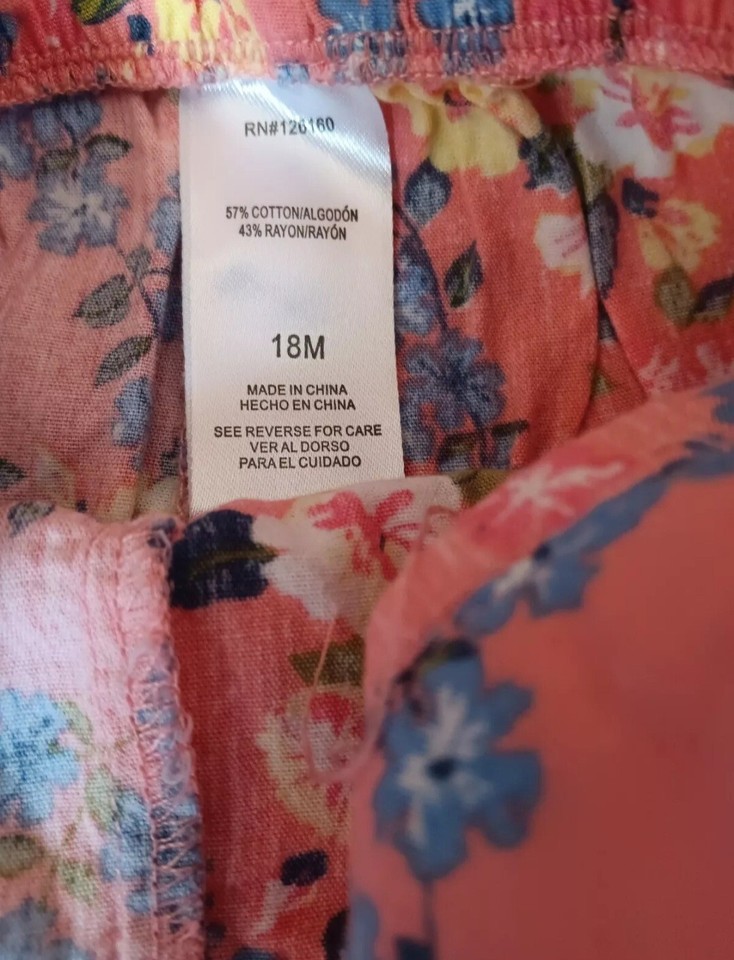 RN#126160
57% COTTON/ALGODÓN
43% RAYON/RAYÓN
18M
MADE IN CHINA
HECHO EN CHINA
SEE REVERSE FOR CARE
VER AL DORSO
PARA EL CUIDADO